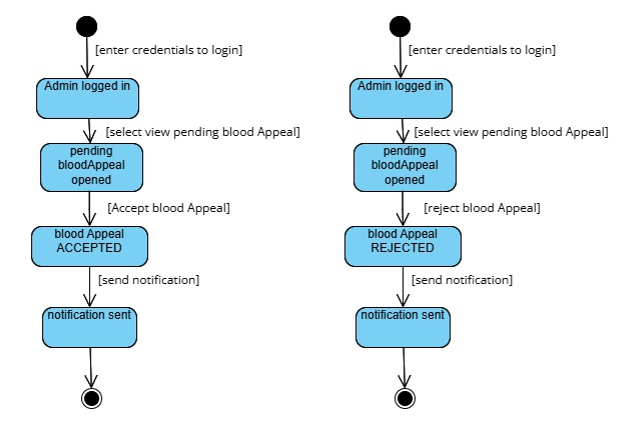 [enter credentials to login]
Admin logged in
[select view pending blood Appeal]
pending
bloodAppeal
opened
[Accept blood Appeal]
blood Appeal
ACCEPTED
[send notification]
notification sent
[enter credentials to login]
Admin logged in
[select view pending blood Appeal]
pending
bloodAppeal
opened
[reject blood Appeal]
blood Appeal
REJECTED
[send notification]
notification sent